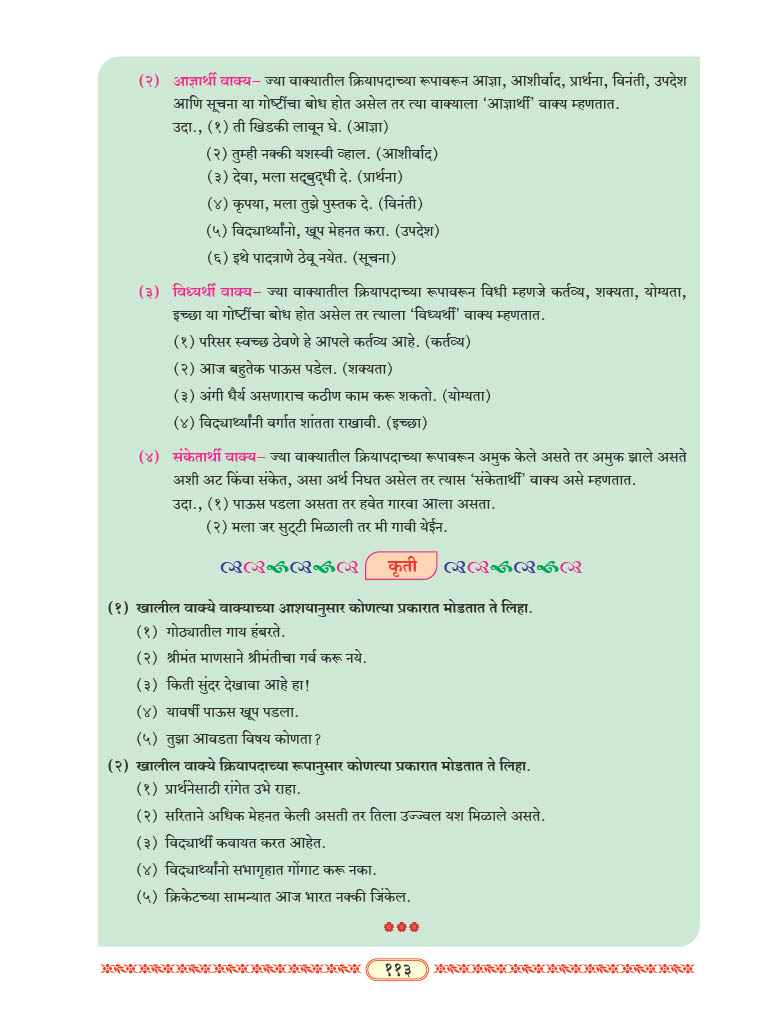 (२) आज्ञार्थी वाक्य– ज्या वाक्यातील क्रियापदाच्या रूपावरून आज्ञा, आशीर्वाद, प्रार्थना, विनंती, उपदेश
आणि सूचना या गोष्टींचा बोध होत असेल तर त्या वाक्याला ‘आज्ञार्थी’ वाक्य म्हणतात.
उदा., (१) ती खिडकी लावून घे. (आज्ञा)
(२) तुम्ही नक्की यशस्वी व्हाल. (आशीर्वाद)
(३) देवा, मला सद्‌बुद्‌धी दे. (प्रार्थना)
(४) कृपया, मला तुझे पुस्तक दे. (विनंती)
(५) विद्यार्थ्यांनो, खूप मेहनत करा. (उपदेश)
(६) इथे पादत्राणे ठेवू नयेत. (सूचना)
(३) विध्यर्थी वाक्य– ज्या वाक्यातील क्रियापदाच्या रूपावरून विधी म्हणजे कर्तव्य, शक्यता, योग्यता,
इच्छा या गोष्टींचा बोध होत असेल तर त्याला ‘विध्यर्थी’ वाक्य म्हणतात.
(१) परिसर स्वच्छ ठेवणे हे आपले कर्तव्य आहे. (कर्तव्य)
(२) आज बहुतेक पाऊस पडेल. (शक्यता)
(३) अंगी धैर्य असणाराच कठीण काम करू शकतो. (योग्यता)
(४) विद्यार्थ्यांनी वर्गात शांतता राखावी. (इच्छा)
(४) संकेतार्थी वाक्य– ज्या वाक्यातील क्रियापदाच्या रूपावरून अमुक केले असते तर अमुक झाले असते
अशी अट किंवा संकेत, असा अर्थ निघत असेल तर त्यास ‘संकेतार्थी’ वाक्य असे म्हणतात.
उदा., (१) पाऊस पडला असता तर हवेत गारवा आला असता.
(२) मला जर सुट्‌टी मिळाली तर मी गावी येईन.
कृती
(१) खालील वाक्ये वाक्याच्या आशयानुसार कोणत्या प्रकारात मोडतात ते लिहा.
(१) गोठ्यातील गाय हंबरते.
(२) श्रीमंत माणसाने श्रीमंतीचा गर्व करू नये.
(३) किती सुंदर देखावा आहे हा!
(४) यावर्षी पाऊस खूप पडला.
(५) तुझा आवडता विषय कोणता?
(२) खालील वाक्ये क्रियापदाच्या रूपानुसार कोणत्या प्रकारात मोडतात ते लिहा.
(१) प्रार्थनेसाठी रांगेत उभे राहा.
(२) सरिताने अधिक मेहनत केली असती तर तिला उज्ज्वल यश मिळाले असते.
(३) विद्यार्थी कवायत करत आहेत.
(४) विद्यार्थ्यांनो सभागृहात गोंगाट करू नका.
(५) क्रिकेटच्या सामन्यात आज भारत नक्की जिंकेल.
११३